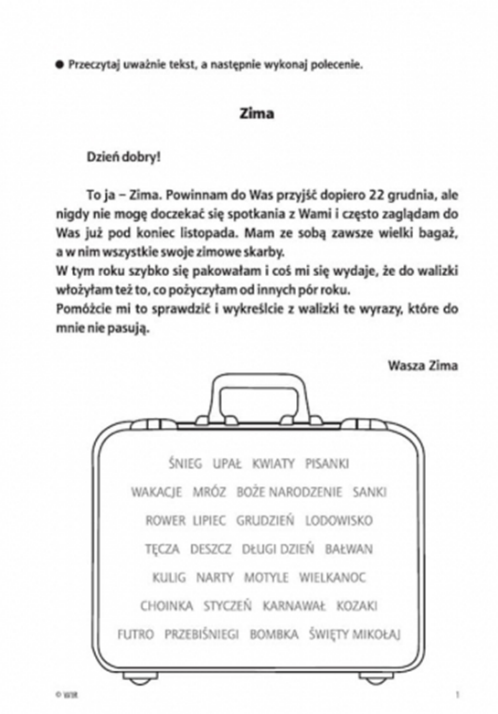 ● Przeczytaj uważnie tekst, a następnie wykonaj polecenie.
Zima
Dzień dobry!
To ja – Zima. Powinnam do Was przyjść dopiero 22 grudnia, ale
nigdy nie mogę doczekać się spotkania z Wami i często zaglądam do
Was już pod koniec listopada. Mam ze sobą zawsze wielki bagaż,
a w nim wszystkie swoje zimowe skarby.
W tym roku szybko się pakowałam i coś mi się wydaje, że do walizki
włożyłam też to, co pożyczyłam od innych pór roku.
Pomóżcie mi to sprawdzić i wykreślcie z walizki te wyrazy, które do
mnie nie pasują.
Wasza Zima
ŚNIEG UPAŁ KWIATY PISANKI
WAKACJE MRÓZ BOŻE NARODZENIE SANKI
ROWER LIPIEC GRUDZIEŃ LODOWISKO
TĘCZA DESZCZ DŁUGI DZIEŃ BAŁWAN
KULIG NARTY MOTYLE WIELKANOC
CHOINKA STYCZEŃ KARNAWAŁ KOZAKI
FUTRO PRZEBIŚNIEGI BOMBKA ŚWIĘTY MIKOŁAJ
© WIR 1